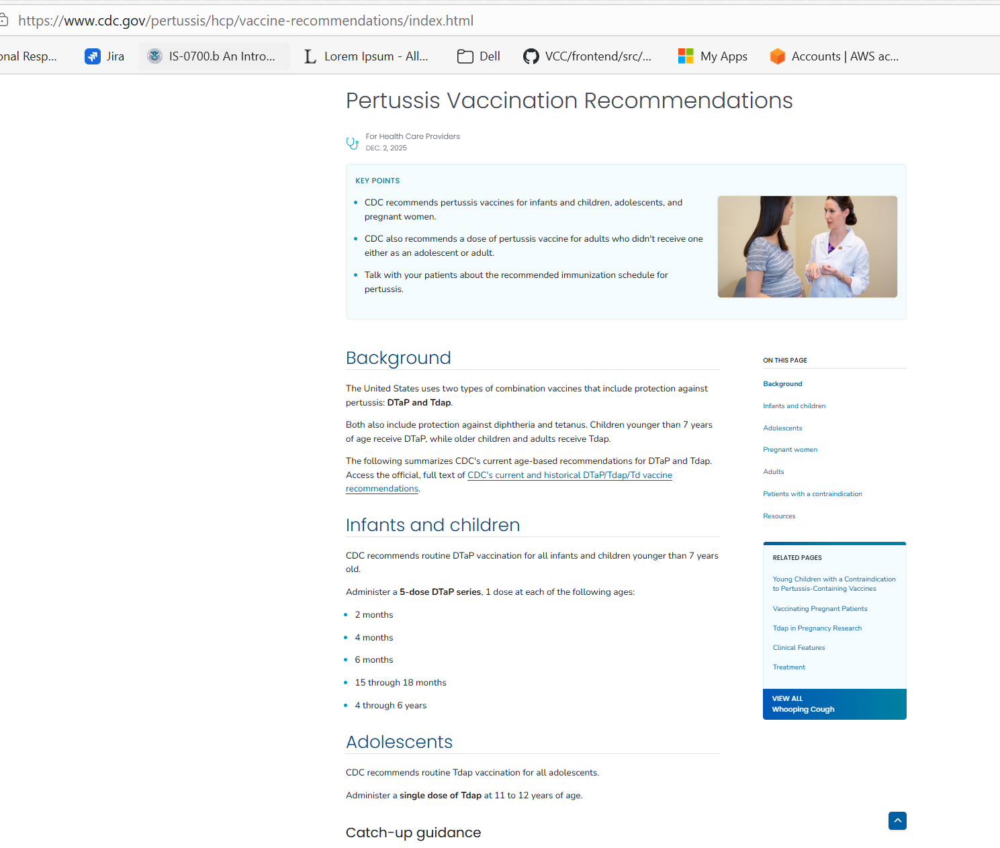 https://www.cdc.gov/pertussis/hcp/vaccine-recommendations/index.html
onal Resp...
Jira
IS-0700.b An Intro...
Lorem Ipsum - All...
Dell
VCC/frontend/src/...
My Apps
Accounts | AWS ac...
Pertussis Vaccination Recommendations
For Health Care Providers
DEC. 2, 2025
KEY POINTS
CDC recommends pertussis vaccines for infants and children, adolescents, and
pregnant women.
CDC also recommends a dose of pertussis vaccine for adults who didn't receive one
either as an adolescent or adult.
Talk with your patients about the recommended immunization schedule for
pertussis.
Background
The United States uses two types of combination vaccines that include protection against
pertussis: DTaP and Tdap.
Both also include protection against diphtheria and tetanus. Children younger than 7 years
of age receive DTaP, while older children and adults receive Tdap.
The following summarizes CDC's current age-based recommendations for DTaP and Tdap.
Access the official, full text of CDC's current and historical DTaP/Tdap/Td vaccine
recommendations.
Infants and children
CDC recommends routine DTaP vaccination for all infants and children younger than 7 years
old.
Administer a 5-dose DTaP series, 1 dose at each of the following ages:
2 months
4 months
6 months
15 through 18 months
4 through 6 years
Adolescents
CDC recommends routine Tdap vaccination for all adolescents.
Administer a single dose of Tdap at 11 to 12 years of age.
Catch-up guidance
ON THIS PAGE
Background
Infants and children
Adolescents
Pregnant women
Adults
Patients with a contraindication
Resources
RELATED PAGES
Young Children with a Contraindication
to Pertussis-Containing Vaccines
Vaccinating Pregnant Patients
Tdap in Pregnancy Research
Clinical Features
Treatment
VIEW ALL
Whooping Cough